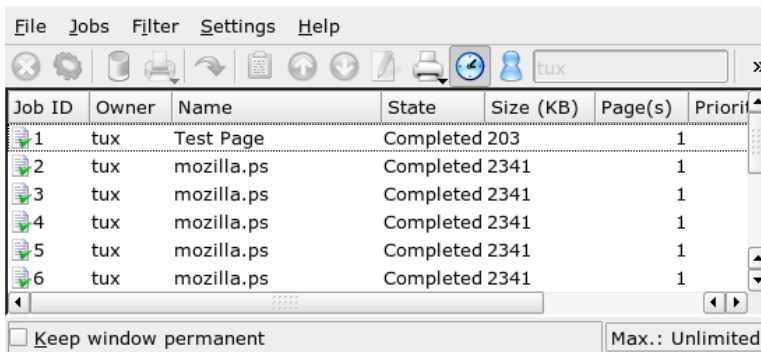 File Jobs Filter Settings Help
tux
Job ID Owner Name State Size (KB) Page(s) Priorit
1 tux Test Page Completed 203 1
2 tux mozilla.ps Completed 2341 1
3 tux mozilla.ps Completed 2341 1
4 tux mozilla.ps Completed 2341 1
5 tux mozilla.ps Completed 2341 1
6 tux mozilla.ps Completed 2341 1
Keep window permanent Max.: Unlimited